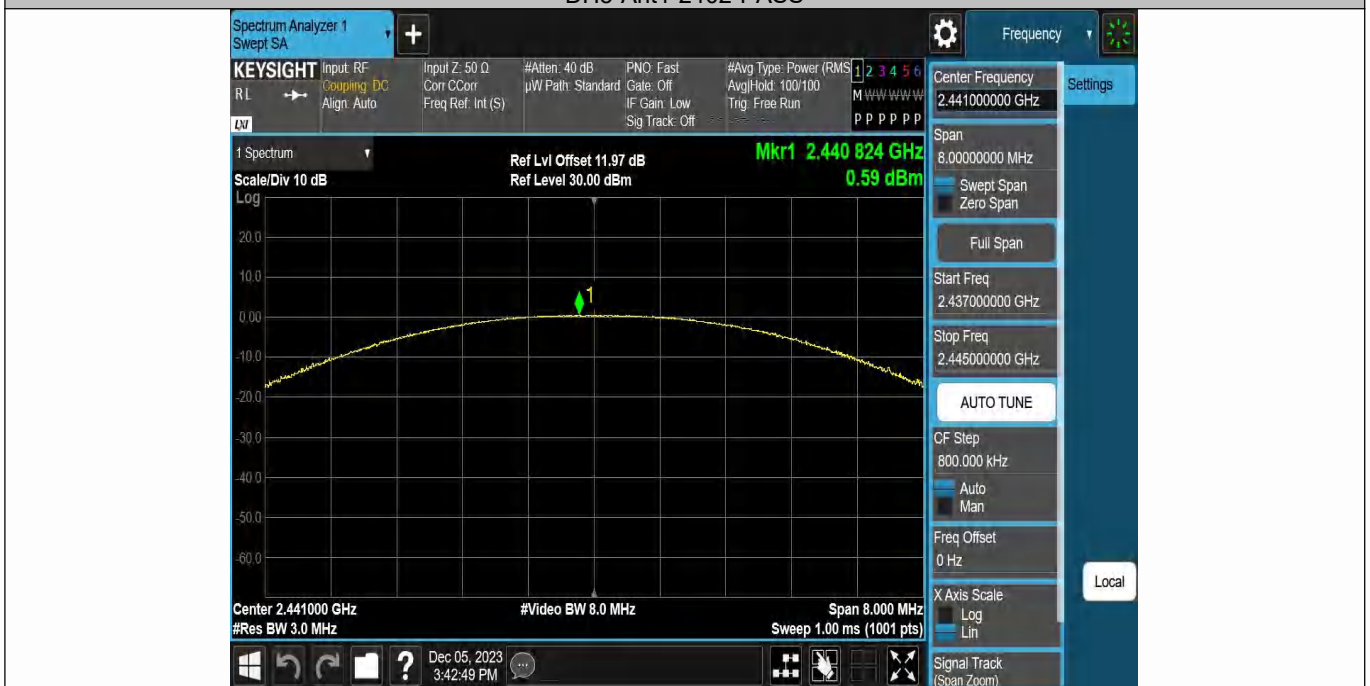 Spectrum Analyzer 1
Swept SA
Frequency
KEYSIGHT
RL
LXI
Input: RF
Coupling: DC
Align: Auto
Input Z: 50 Ω
Corr CCorr
Freq Ref: Int (S)
#Atten: 40 dB
µW Path: Standard
PNO: Fast
Gate: Off
IF Gain: Low
Sig Track: Off
#Avg Type: Power (RMS
Avg|Hold: 100/100
Trig: Free Run
1 2 3 4 5 6
M W W W W W
P P P P P P
1 Spectrum
Scale/Div 10 dB
Log
Ref Lvl Offset 11.97 dB
Ref Level 30.00 dBm
Mkr1 2.440 824 GHz
0.59 dBm
20.0
10.0
1
0.00
-10.0
-20.0
-30.0
-40.0
-50.0
-60.0
Center 2.441000 GHz
#Res BW 3.0 MHz
#Video BW 8.0 MHz
Span 8.000 MHz
Sweep 1.00 ms (1001 pts)
Dec 05, 2023
3:42:49 PM
Center Frequency
2.441000000 GHz
Settings
Span
8.00000000 MHz
Swept Span
Zero Span
Full Span
Start Freq
2.437000000 GHz
Stop Freq
2.445000000 GHz
AUTO TUNE
CF Step
800.000 kHz
Auto
Man
Freq Offset
0 Hz
Local
X Axis Scale
Log
Lin
Signal Track
(Span Zoom)